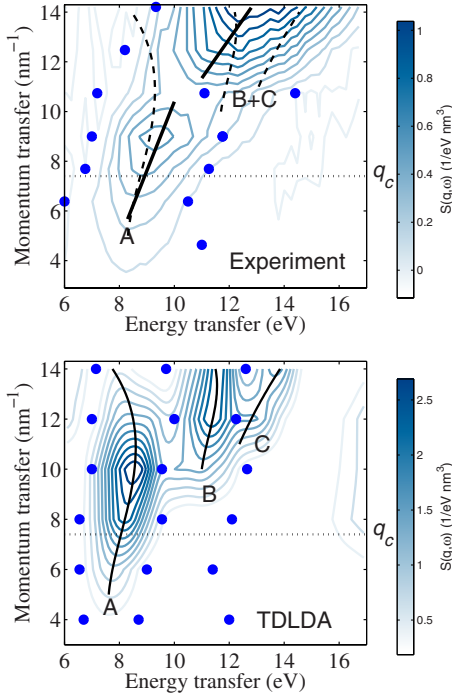 Momentum transfer (nm⁻¹)
14
12
10
8
6
4
A
B+C
q_c
Experiment
6
8
10
12
14
16
Energy transfer (eV)
1
0.8
0.6
0.4
0.2
0
S(q,ω) (1/eV nm³)
Momentum transfer (nm⁻¹)
14
12
10
8
6
4
A
B
C
q_c
TDLDA
6
8
10
12
14
16
Energy transfer (eV)
2.5
2
1.5
1
0.5
S(q,ω) (1/eV nm³)